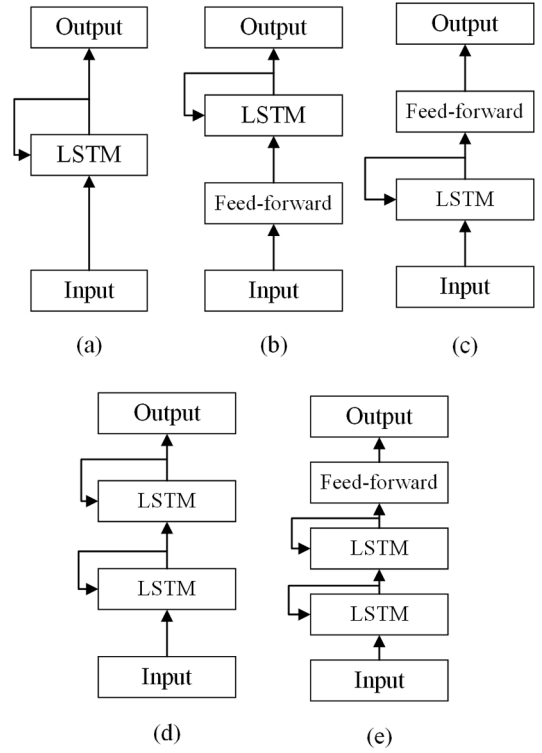 Output
LSTM
Input
(a)
Output
LSTM
Feed-forward
Input
(b)
Output
Feed-forward
LSTM
Input
(c)
Output
LSTM
LSTM
Input
(d)
Output
Feed-forward
LSTM
LSTM
Input
(e)